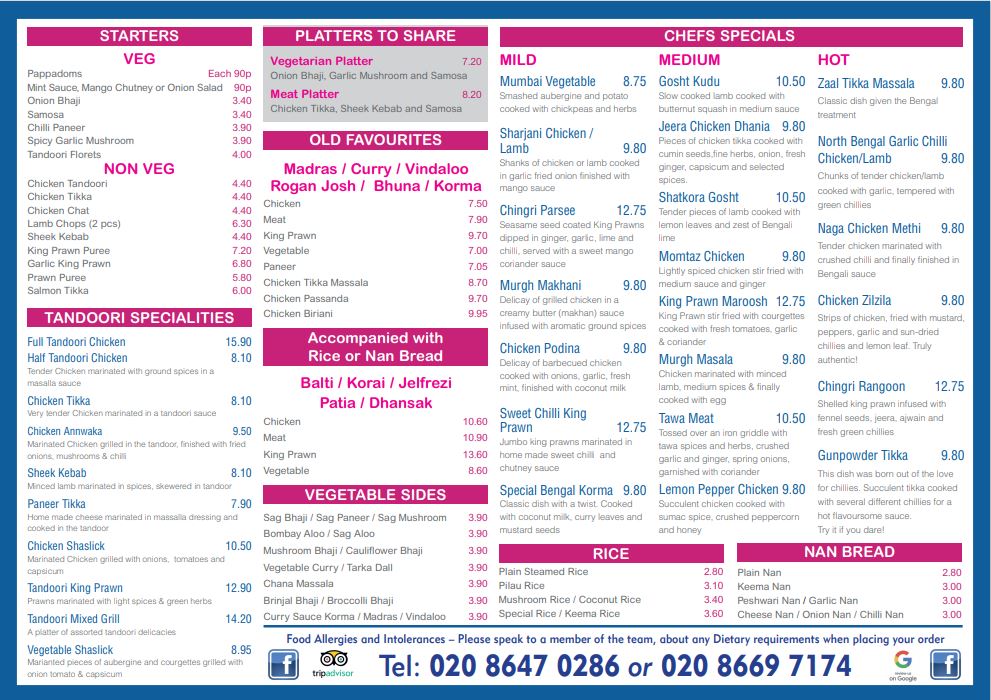 STARTERS
VEG
Pappadoms Each 90p
Mint Sauce, Mango Chutney or Onion Salad 90p
Onion Bhaji 3.40
Samosa 3.40
Chilli Paneer 3.90
Spicy Garlic Mushroom 3.90
Tandoori Florets 4.00
NON VEG
Chicken Tandoori 4.40
Chicken Tikka 4.40
Chicken Chat 4.40
Lamb Chops (2 pcs) 6.30
Sheek Kebab 4.40
King Prawn Puree 7.20
Garlic King Prawn 6.80
Prawn Puree 5.80
Salmon Tikka 6.00
TANDOORI SPECIALITIES
Full Tandoori Chicken 15.90
Half Tandoori Chicken 8.10
Tender Chicken marinated with ground spices in a
masalla sauce
Chicken Tikka 8.10
Very tender Chicken marinated in a tandoori sauce
Chicken Annwaka 9.50
Marinated Chicken grilled in the tandoor, finished with fried
onions, mushrooms & chilli
Sheek Kebab 8.10
Minced lamb marinated in spices, skewered in tandoor
Paneer Tikka 7.90
Home made cheese marinated in massalla dressing and
cooked in the tandoor
Chicken Shaslick 10.50
Marinated Chicken grilled with onions, tomatoes and
capsicum
Tandoori King Prawn 12.90
Prawns marinated with light spices & green herbs
Tandoori Mixed Grill 14.20
A platter of assorted tandoori delicacies
Vegetable Shaslick 8.95
Marianted pieces of aubergine and courgettes grilled with
onion tomato & capsiculm
PLATTERS TO SHARE
Vegetarian Platter 7.20
Onion Bhaji, Garlic Mushroom and Samosa
Meat Platter 8.20
Chicken Tikka, Sheek Kebab and Samosa
OLD FAVOURITES
Madras / Curry / Vindaloo
Rogan Josh / Bhuna / Korma
Chicken 7.50
Meat 7.90
King Prawn 9.70
Vegetable 7.00
Paneer 7.05
Chicken Tikka Massala 8.70
Chicken Passanda 9.70
Chicken Biriani 9.95
Accompanied with
Rice or Nan Bread
Balti / Korai / Jelfrezi
Patia / Dhansak
Chicken 10.60
Meat 10.90
King Prawn 13.60
Vegetable 8.60
VEGETABLE SIDES
Sag Bhaji / Sag Paneer / Sag Mushroom 3.90
Bombay Aloo / Sag Aloo 3.90
Mushroom Bhaji / Cauliflower Bhaji 3.90
Vegetable Curry / Tarka Dall 3.90
Chana Massala 3.90
Brinjal Bhaji / Broccolli Bhaji 3.90
Curry Sauce Korma / Madras / Vindaloo 3.90
CHEFS SPECIALS
MILD
Mumbai Vegetable 8.75
Smashed aubergine and potato
cooked with chickpeas and herbs
Sharjani Chicken /
Lamb 9.80
Shanks of chicken or lamb cooked
in garlic fried onion finished with
mango sauce
Chingri Parsee 12.75
Seasame seed coated King Prawns
dipped in ginger, garlic, lime and
chilli, served with a sweet mango
coriander sauce
Murgh Makhani 9.80
Delicay of grilled chicken in a
creamy butter (makhan) sauce
infused with aromatic ground spices
Chicken Podina 9.80
Delicay of barbecued chicken
cooked with onions, garlic, fresh
mint, finished with coconut milk
Sweet Chilli King
Prawn 12.75
Jumbo king prawns marinated in
home made sweet chilli and
chutney sauce
Special Bengal Korma 9.80
Classic dish with a twist. Cooked
with coconut milk, curry leaves and
mustard seeds
MEDIUM
Gosht Kudu 10.50
Slow cooked lamb cooked with
butternut squash in medium sauce
Jeera Chicken Dhania 9.80
Pieces of chicken tikka cooked with
cumin seeds,fine herbs, onion, fresh
ginger, capsicum and selected
spices.
Shatkora Gosht 10.50
Tender pieces of lamb cooked with
lemon leaves and zest of Bengali
lime
Momtaz Chicken 9.80
Lightly spiced chicken stir fried with
medium sauce and ginger
King Prawn Maroosh 12.75
King Prawn stir fried with courgettes
cooked with fresh tomatoes, garlic
& coriander
Murgh Masala 9.80
Chicken marinated with minced
lamb, medium spices & finally
cooked with egg
Tawa Meat 10.50
Tossed over an iron griddle with
tawa spices and herbs, crushed
garlic and ginger, spring onions,
garnished with coriander
Lemon Pepper Chicken 9.80
Succulent chicken cooked with
sumac spice, crushed peppercorn
and honey
HOT
Zaal Tikka Massala 9.80
Classic dish given the Bengal
treatment
North Bengal Garlic Chilli
Chicken/Lamb 9.80
Chunks of tender chicken/lamb
cooked with garlic, tempered with
green chillies
Naga Chicken Methi 9.80
Tender chicken marinated with
crushed chilli and finally finished in
Bengali sauce
Chicken Zilzila 9.80
Strips of chicken, fried with mustard,
peppers, garlic and sun-dried
chillies and lemon leaf. Truly
authentic!
Chingri Rangoon 12.75
Shelled king prawn infused with
fennel seeds, jeera, ajwain and
fresh green chillies
Gunpowder Tikka 9.80
This dish was born out of the love
for chillies. Succulent tikka cooked
with several different chillies for a
hot flavoursome sauce.
Try it if you dare!
RICE
Plain Steamed Rice 2.80
Pilau Rice 3.10
Mushroom Rice / Coconut Rice 3.40
Special Rice / Keema Rice 3.60
NAN BREAD
Plain Nan 2.80
Keema Nan 3.00
Peshwari Nan / Garlic Nan 3.00
Cheese Nan / Onion Nan / Chilli Nan 3.00
Food Allergies and Intolerances – Please speak to a member of the team, about any Dietary requirements when placing your order
f
tripadvisor
Tel: 020 8647 0286 or 020 8669 7174
G
review us
on Google
f